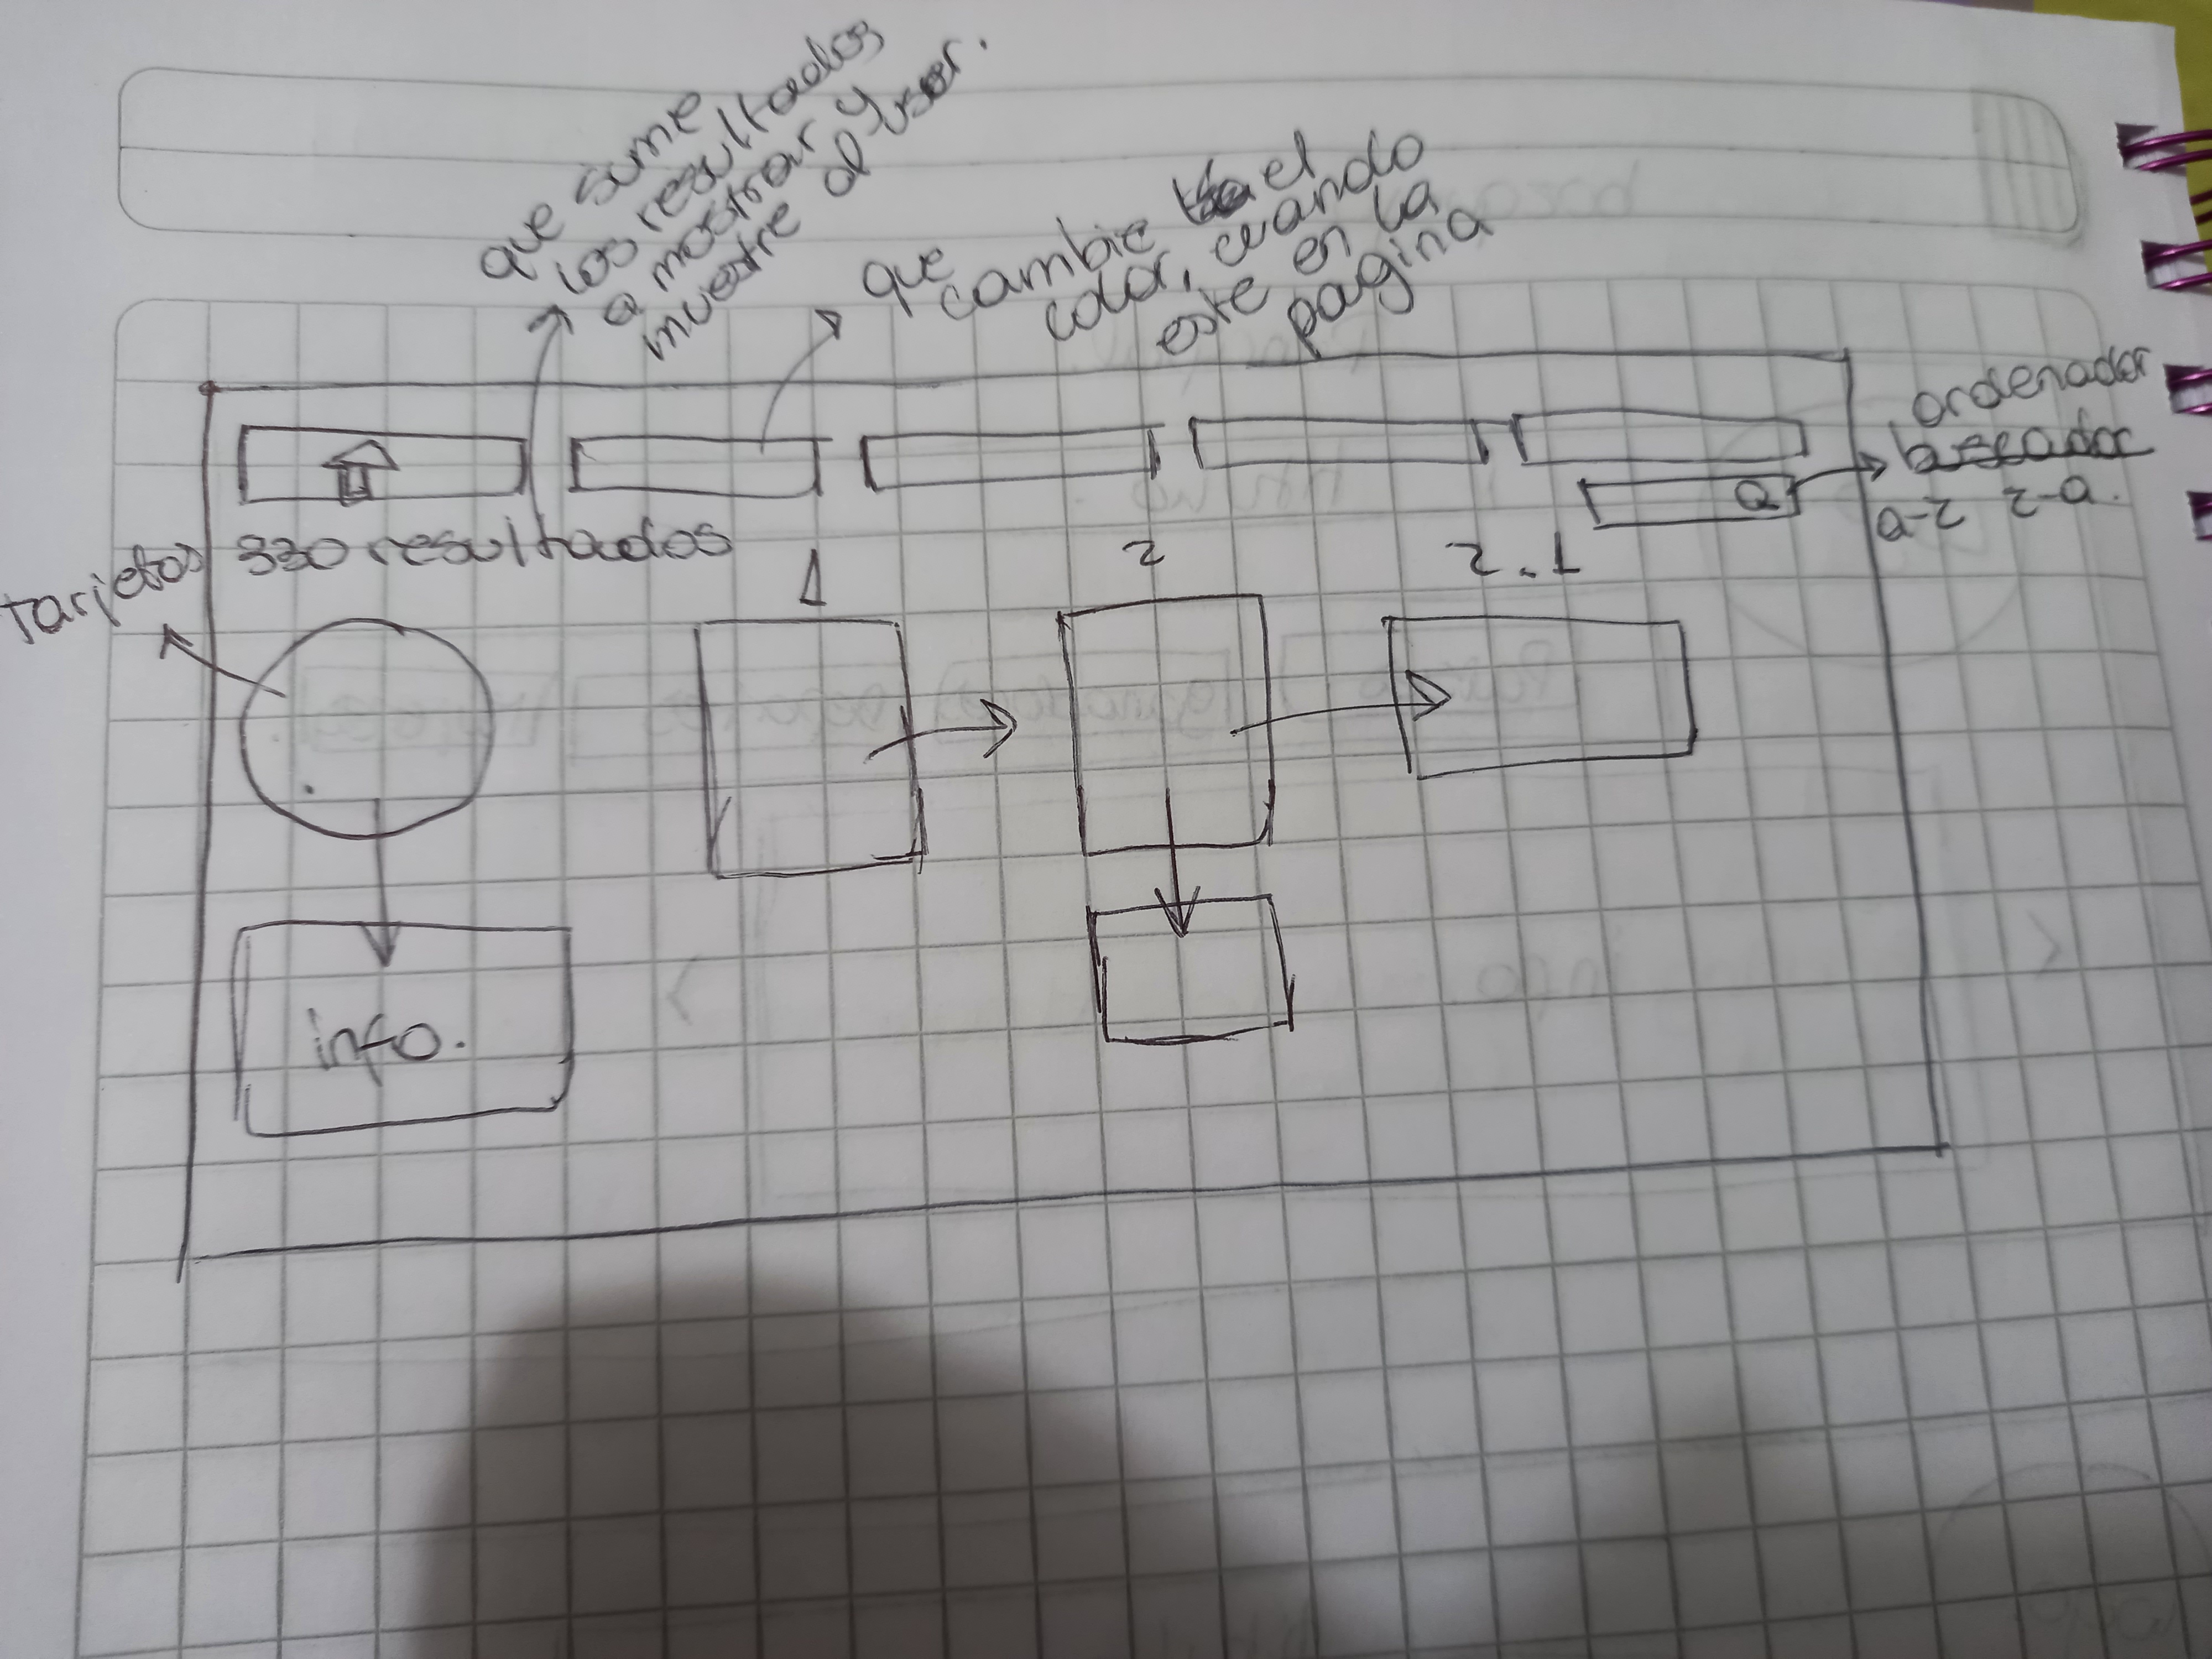 que sume
los resultados
a mostrar y
muestre al user.
que cambie el
color, cuando
este en la
pagina
ordenador
buscador
a-z z-a.
330 resultados
tarjetas
1
2
2.1
info.